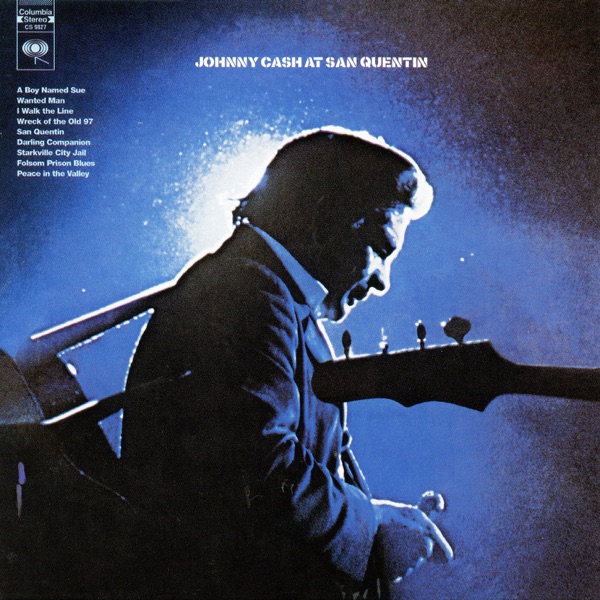 Columbia
Stereo
CS 9827
JOHNNY CASH AT SAN QUENTIN
A Boy Named Sue
Wanted Man
I Walk the Line
Wreck of the Old 97
San Quentin
Darling Companion
Starkville City Jail
Folsom Prison Blues
Peace in the Valley